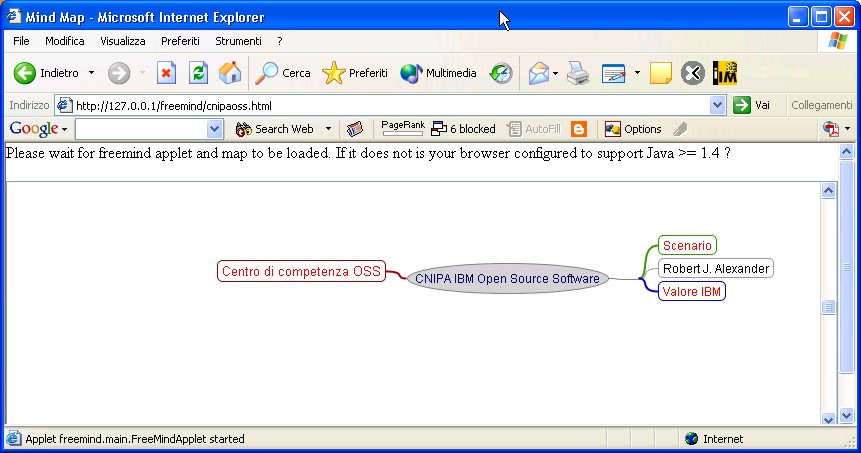 Mind Map - Microsoft Internet Explorer
File Modifica Visualizza Preferiti Strumenti ?
Indietro Cerca Preferiti Multimedia IIM
Indirizzo http://127.0.0.1/freemind/cnipaoss.html Vai Collegamenti
Google Search Web PageRank 6 blocked AutoFill Options
Please wait for freemind applet and map to be loaded. If it does not is your browser configured to support Java >= 1.4 ?
Scenario
Centro di competenza OSS CNIPA IBM Open Source Software Robert J. Alexander
Valore IBM
Applet freemind.main.FreeMindApplet started Internet